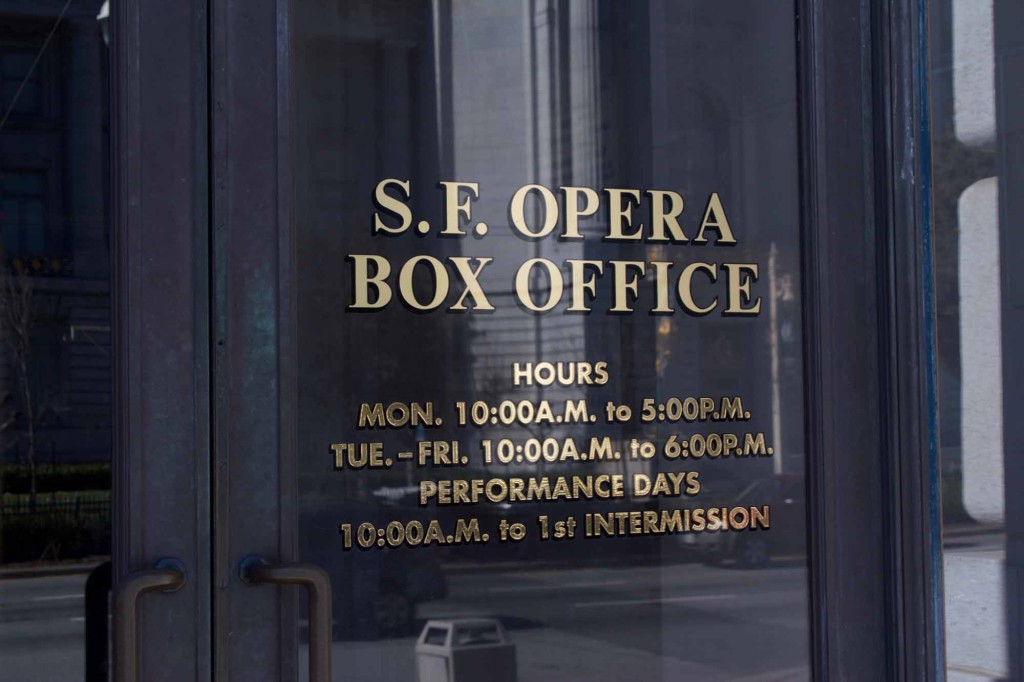 S.F. OPERA
BOX OFFICE
HOURS
MON. 10:00A.M. to 5:00P.M.
TUE.–FRI. 10:00A.M. to 6:00P.M.
PERFORMANCE DAYS
10:00A.M. to 1st INTERMISSION